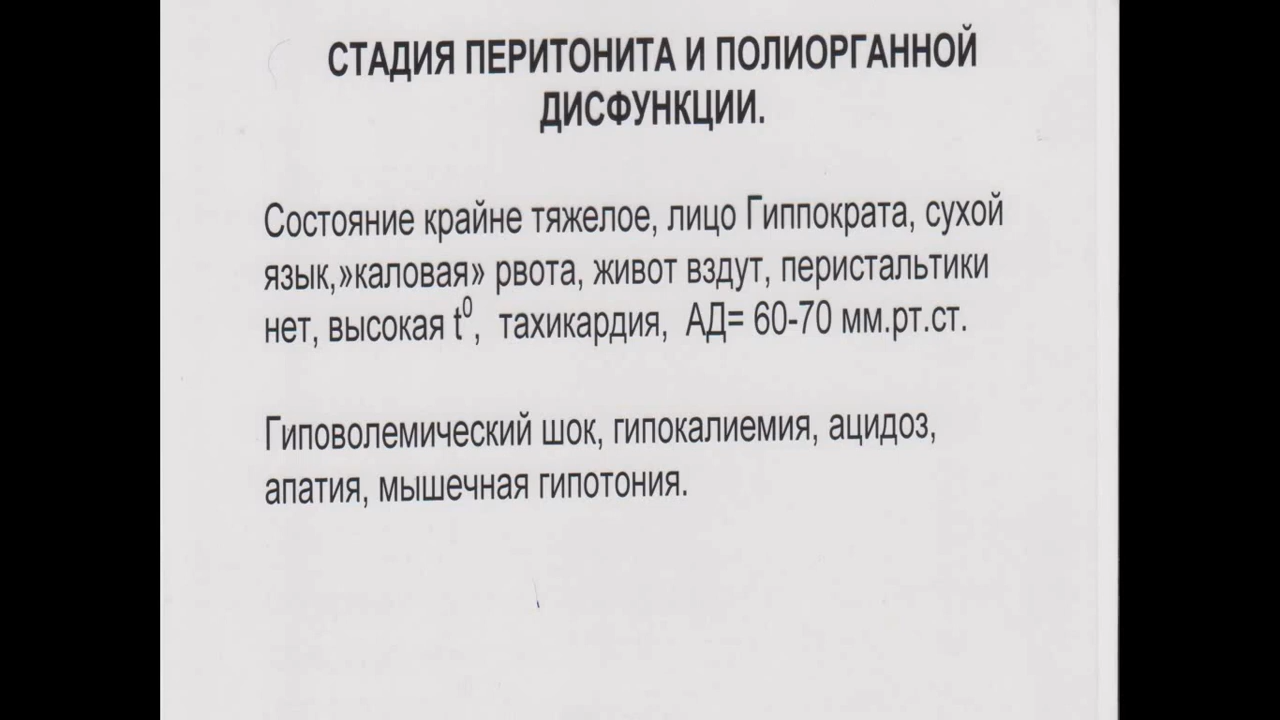 СТАДИЯ ПЕРИТОНИТА И ПОЛИОРГАННОЙ
ДИСФУНКЦИИ.
Состояние крайне тяжелое, лицо Гиппократа, сухой
язык,»каловая» рвота, живот вздут, перистальтики
нет, высокая t⁰, тахикардия, АД= 60-70 мм.рт.ст.
Гиповолемический шок, гипокалиемия, ацидоз,
апатия, мышечная гипотония.